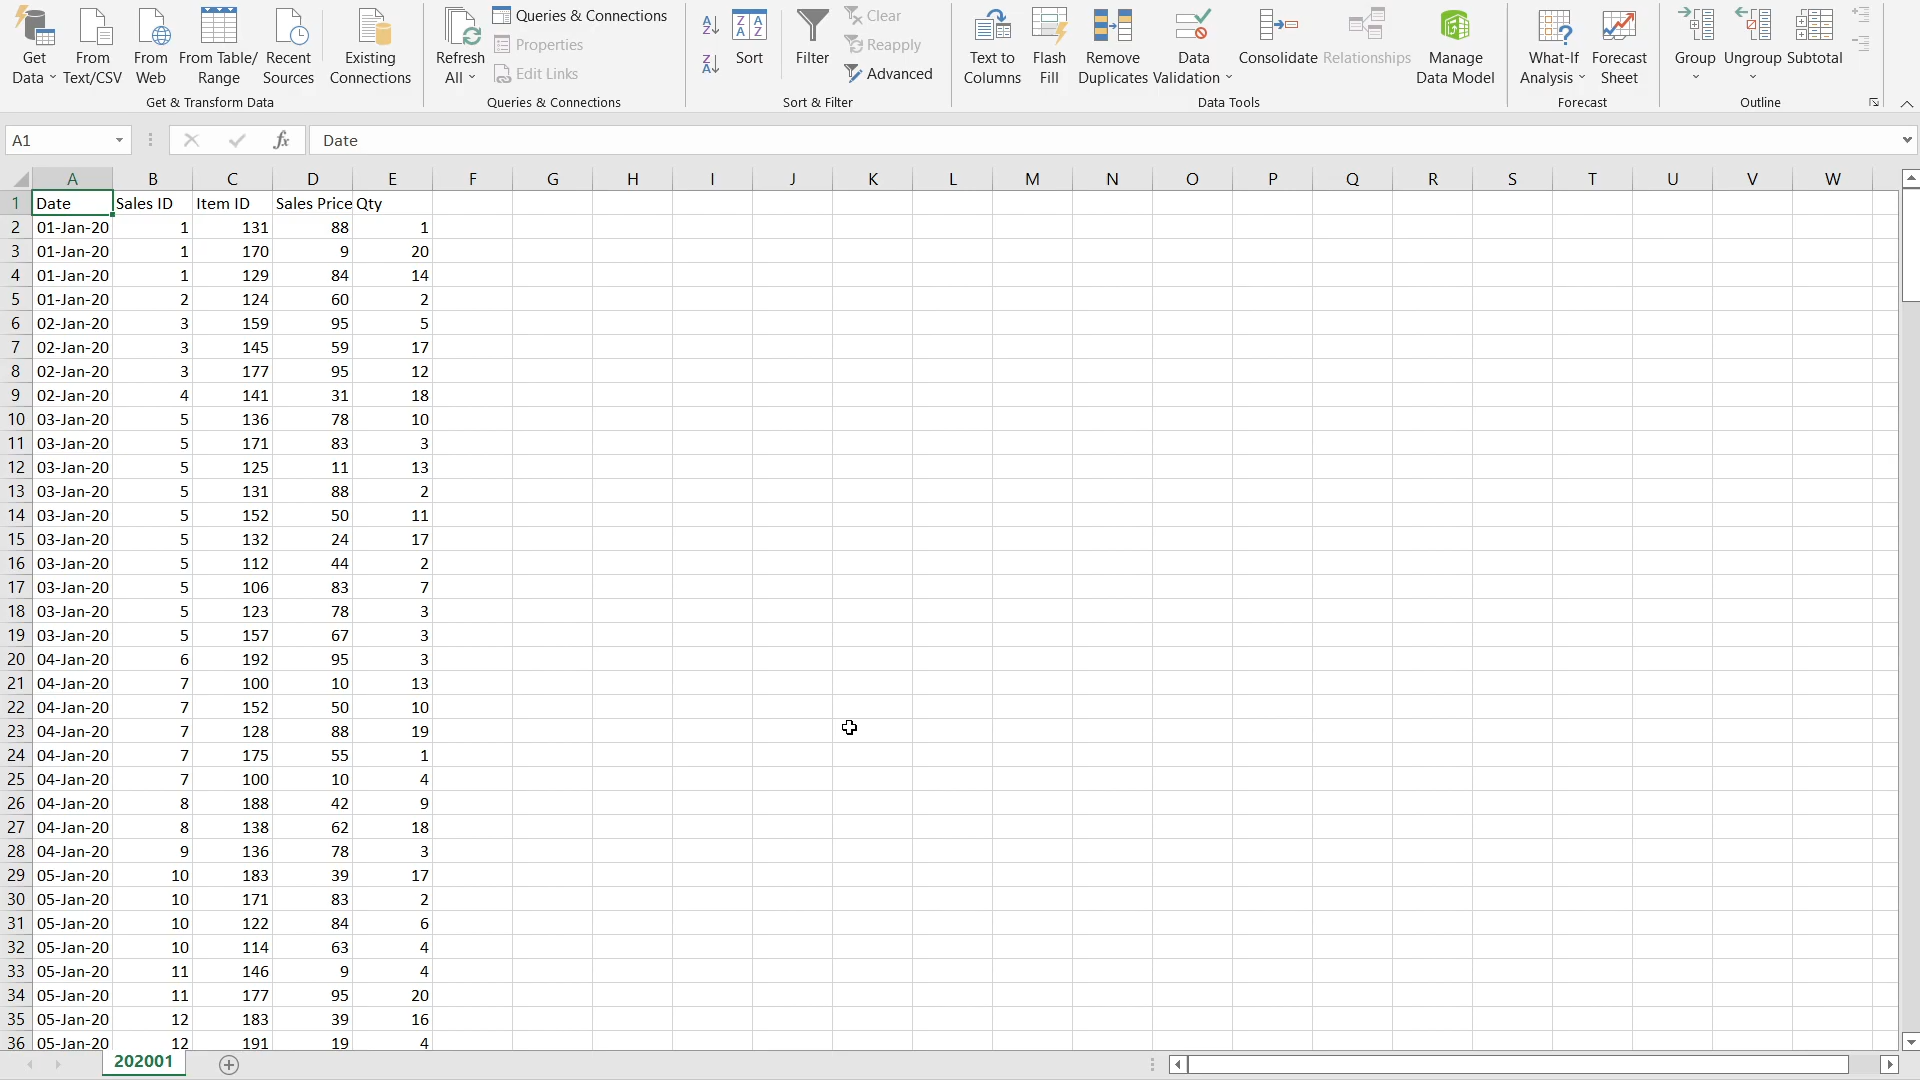 Get Data From Text/CSV From Web From Table/ Range Recent Sources Existing Connections Refresh All Queries & Connections Properties Edit Links Sort Filter Clear Reapply Advanced Text to Columns Flash Fill Remove Duplicates Data Validation Consolidate Relationships Manage Data Model What-If Analysis Forecast Sheet Group Ungroup Subtotal
Get & Transform Data Queries & Connections Sort & Filter Data Tools Forecast Outline
A1 fx Date
A B C D E F G H I J K L M N O P Q R S T U V W
1 Date Sales ID Item ID Sales Price Qty
2 01-Jan-20 1 131 88 1
3 01-Jan-20 1 170 9 20
4 01-Jan-20 1 129 84 14
5 01-Jan-20 2 124 60 2
6 02-Jan-20 3 159 95 5
7 02-Jan-20 3 145 59 17
8 02-Jan-20 3 177 95 12
9 02-Jan-20 4 141 31 18
10 03-Jan-20 5 136 78 10
11 03-Jan-20 5 171 83 3
12 03-Jan-20 5 125 11 13
13 03-Jan-20 5 131 88 2
14 03-Jan-20 5 152 50 11
15 03-Jan-20 5 132 24 17
16 03-Jan-20 5 112 44 2
17 03-Jan-20 5 106 83 7
18 03-Jan-20 5 123 78 3
19 03-Jan-20 5 157 67 3
20 04-Jan-20 6 192 95 3
21 04-Jan-20 7 100 10 13
22 04-Jan-20 7 152 50 10
23 04-Jan-20 7 128 88 19
24 04-Jan-20 7 175 55 1
25 04-Jan-20 7 100 10 4
26 04-Jan-20 8 188 42 9
27 04-Jan-20 8 138 62 18
28 04-Jan-20 9 136 78 3
29 05-Jan-20 10 183 39 17
30 05-Jan-20 10 171 83 2
31 05-Jan-20 10 122 84 6
32 05-Jan-20 10 114 63 4
33 05-Jan-20 11 146 9 4
34 05-Jan-20 11 177 95 20
35 05-Jan-20 12 183 39 16
36 05-Jan-20 12 191 19 4
202001